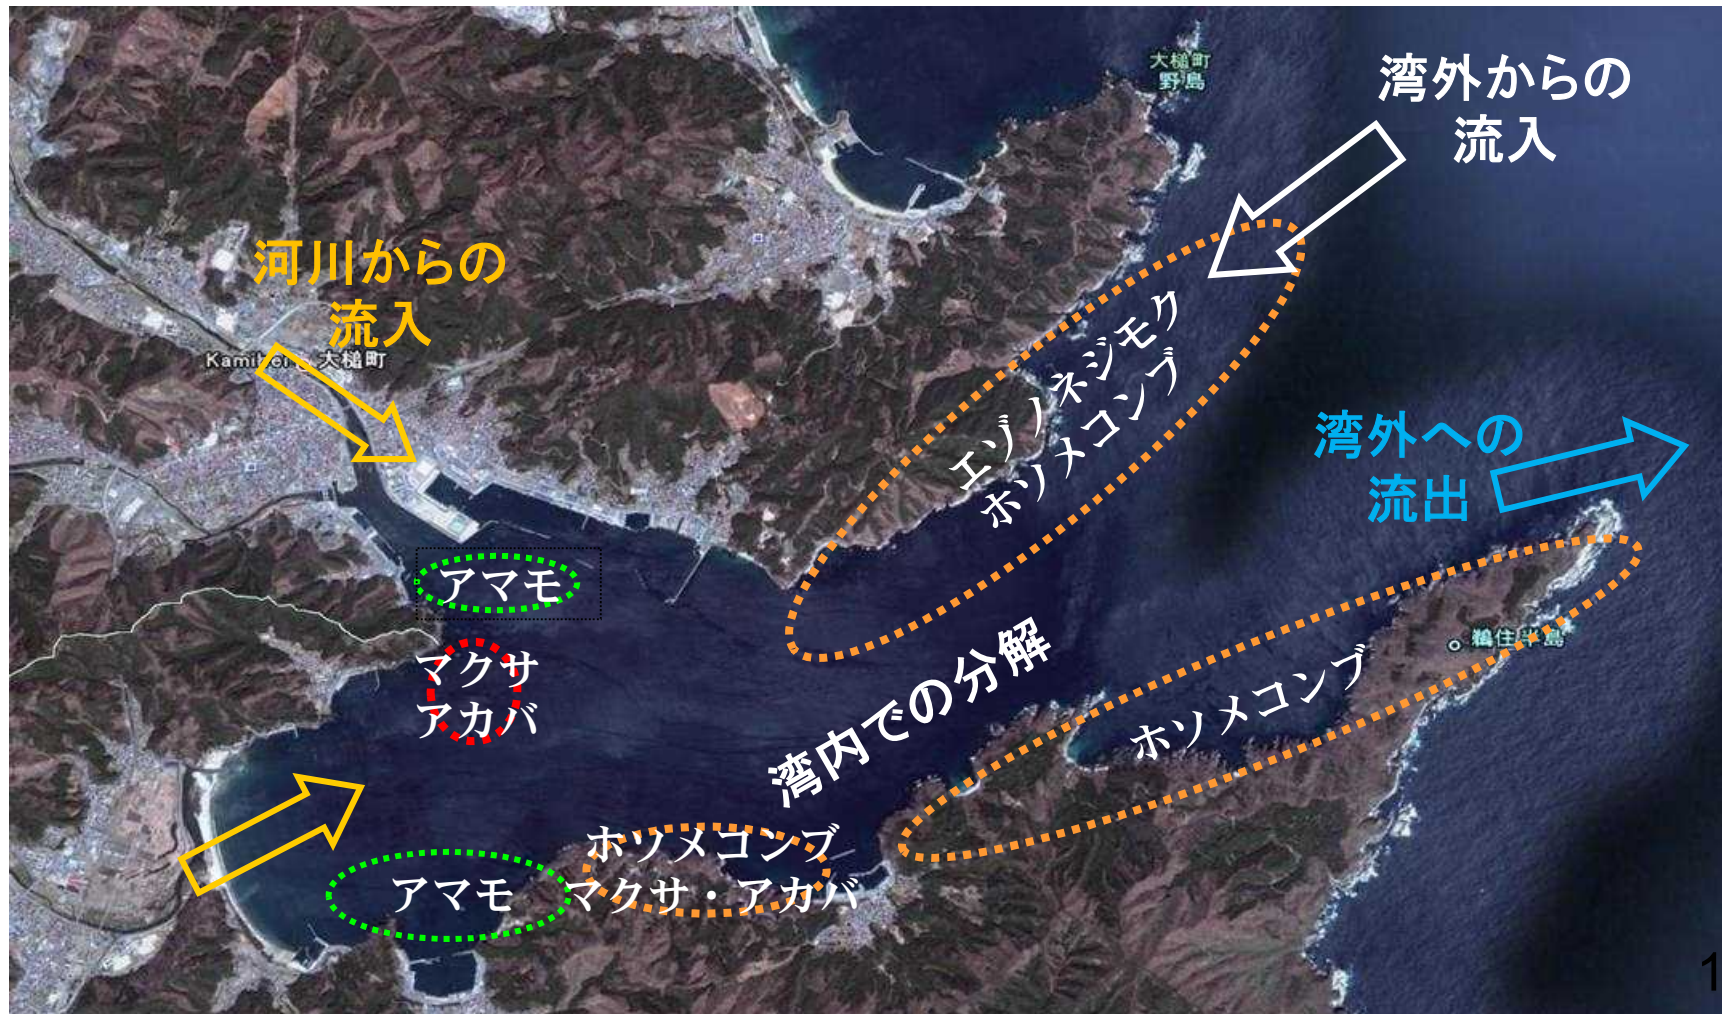 大槌町
野島
湾外からの
流入
河川からの
流入
大槌町
エゾノネジモク
ホソメコンブ
湾外への
流出
アマモ
マクサ
アカバ
湾内での分解
鵜住半島
ホソメコンブ
ホソメコンブ
マクサ・アカバ
アマモ
1